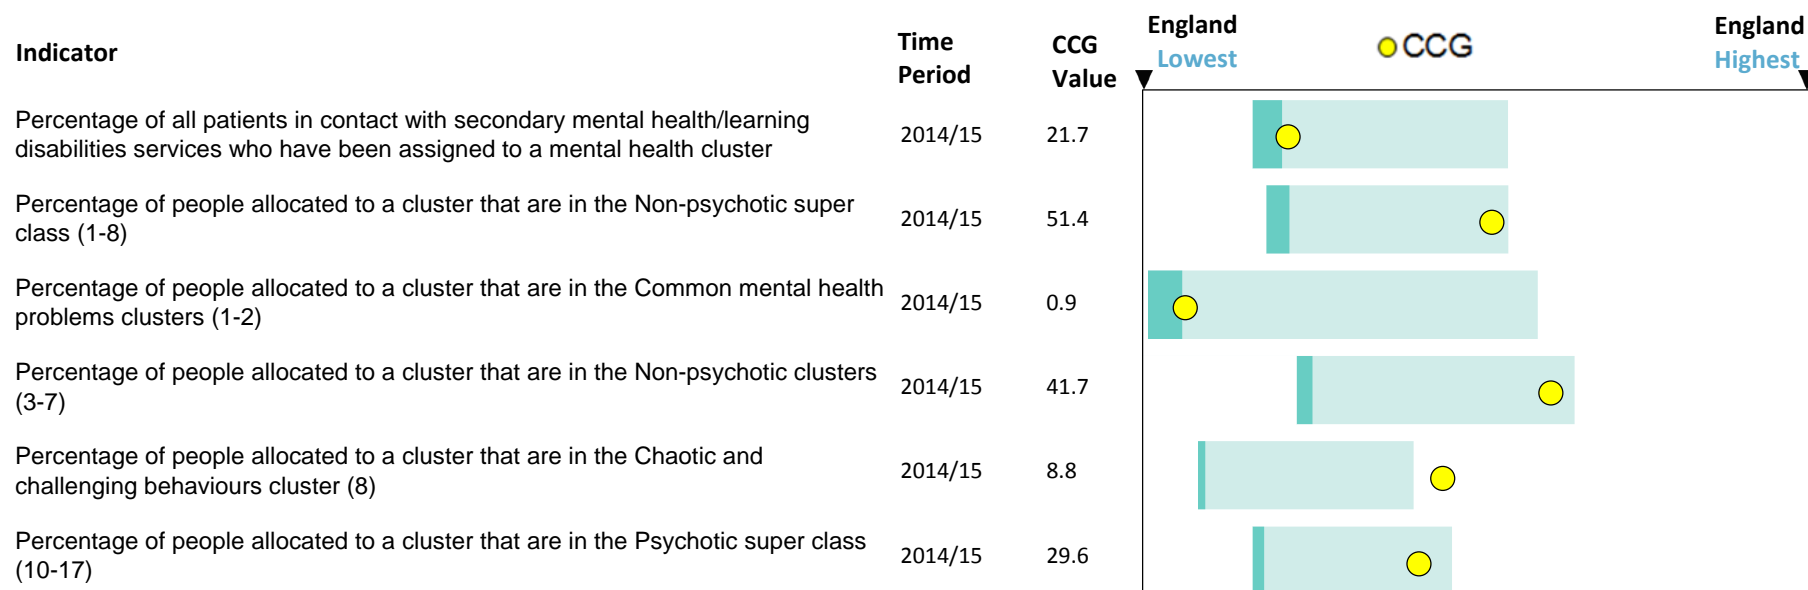 Indicator
Time
Period
CCG
Value
England
Lowest
CCG
England
Highest
Percentage of all patients in contact with secondary mental health/learning
disabilities services who have been assigned to a mental health cluster
2014/15
21.7
Percentage of people allocated to a cluster that are in the Non-psychotic super
class (1-8)
2014/15
51.4
Percentage of people allocated to a cluster that are in the Common mental health
problems clusters (1-2)
2014/15
0.9
Percentage of people allocated to a cluster that are in the Non-psychotic clusters
(3-7)
2014/15
41.7
Percentage of people allocated to a cluster that are in the Chaotic and
challenging behaviours cluster (8)
2014/15
8.8
Percentage of people allocated to a cluster that are in the Psychotic super class
(10-17)
2014/15
29.6